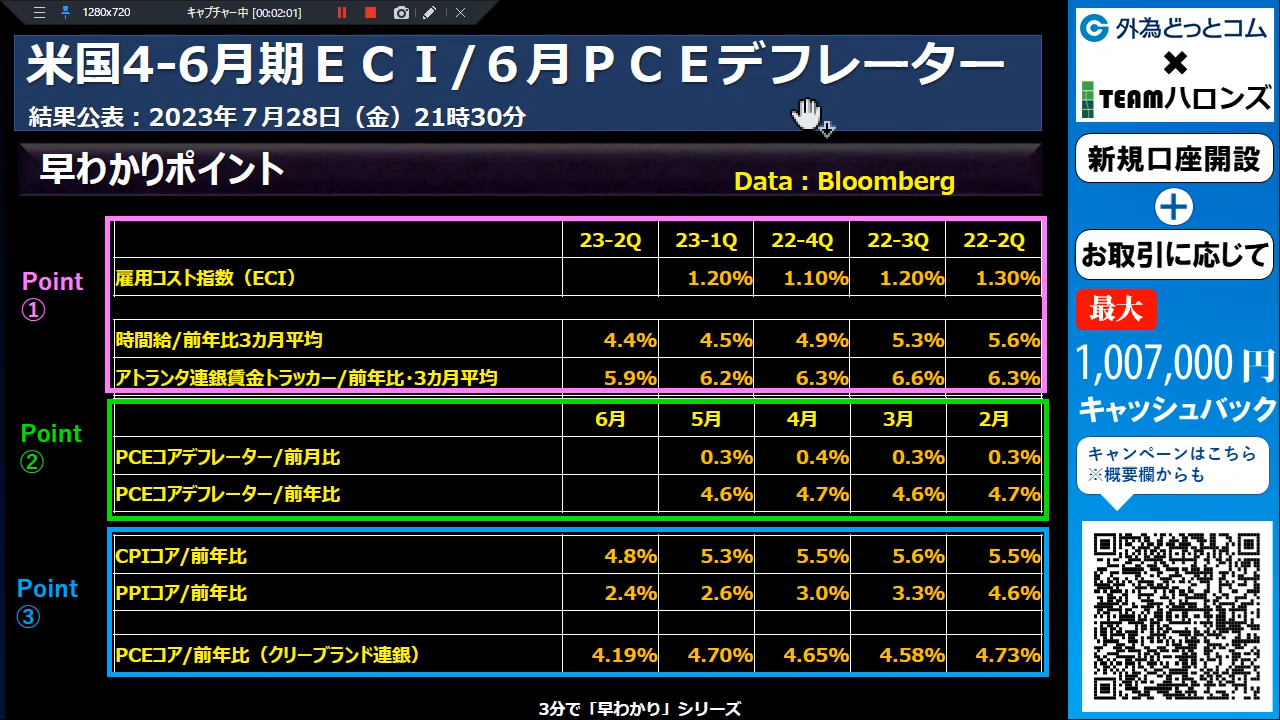 1280x720 キャプチャー中 [00:02:01]
米国4-6月期ＥＣＩ/６月ＰＣＥデフレーター
結果公表：2023年７月28日（金）21時30分
早わかりポイント
Data : Bloomberg
Point
①
23-2Q 23-1Q 22-4Q 22-3Q 22-2Q
雇用コスト指数（ECI） 1.20% 1.10% 1.20% 1.30%
時間給/前年比3カ月平均 4.4% 4.5% 4.9% 5.3% 5.6%
アトランタ連銀賃金トラッカー/前年比・3カ月平均 5.9% 6.2% 6.3% 6.6% 6.3%
Point
②
6月 5月 4月 3月 2月
PCEコアデフレーター/前月比 0.3% 0.4% 0.3% 0.3%
PCEコアデフレーター/前年比 4.6% 4.7% 4.6% 4.7%
Point
③
CPIコア/前年比 4.8% 5.3% 5.5% 5.6% 5.5%
PPIコア/前年比 2.4% 2.6% 3.0% 3.3% 4.6%
PCEコア/前年比（クリーブランド連銀） 4.19% 4.70% 4.65% 4.58% 4.73%
3分で「早わかり」シリーズ
外為どっとコム
×
TEAMハロンズ
新規口座開設
+
お取引に応じて
最大
1,007,000円
キャッシュバック
キャンペーンはこちら
※概要欄からも